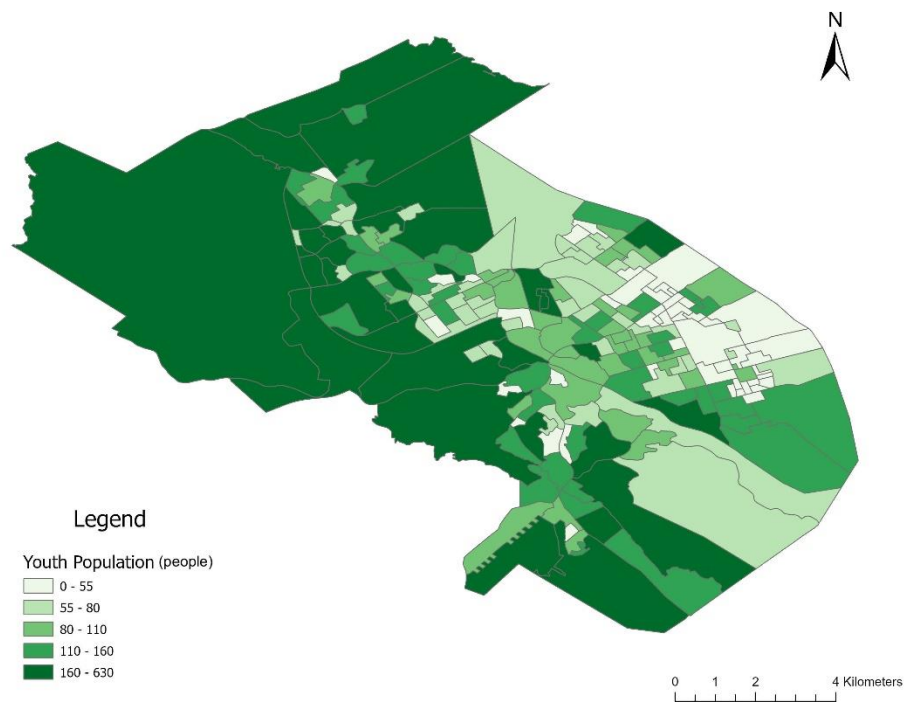 N
Legend
Youth Population (people)
0 - 55
55 - 80
80 - 110
110 - 160
160 - 630
0 1 2 4 Kilometers